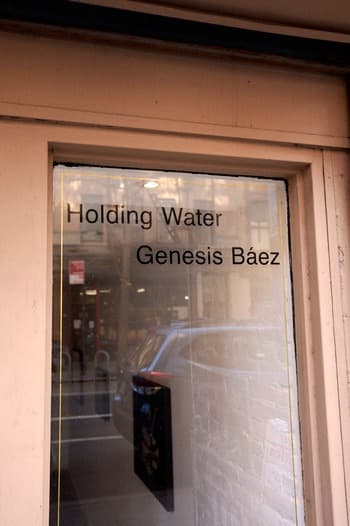 Holding Water
Genesis Báez